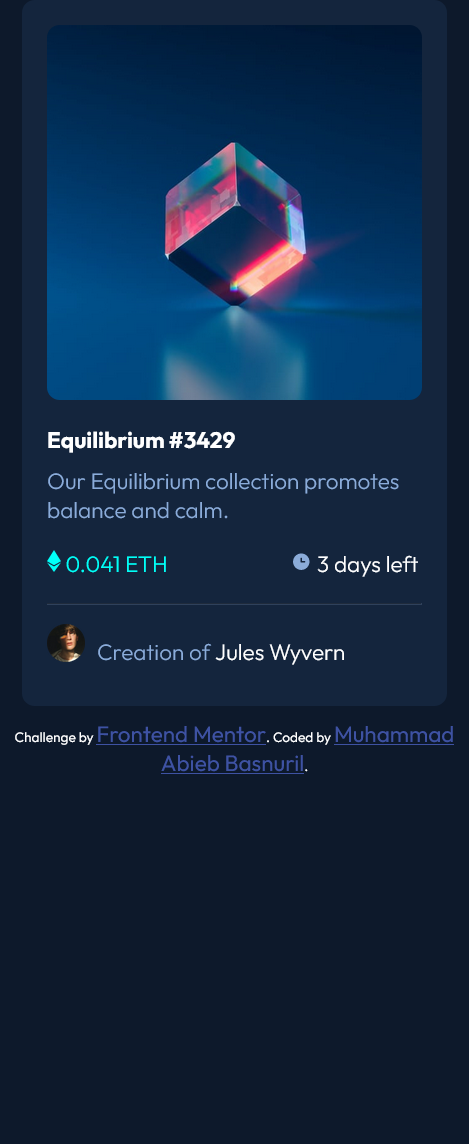 Equilibrium #3429
Our Equilibrium collection promotes
balance and calm.
0.041 ETH 3 days left
Creation of Jules Wyvern
Challenge by Frontend Mentor. Coded by Muhammad
Abieb Basnuril.